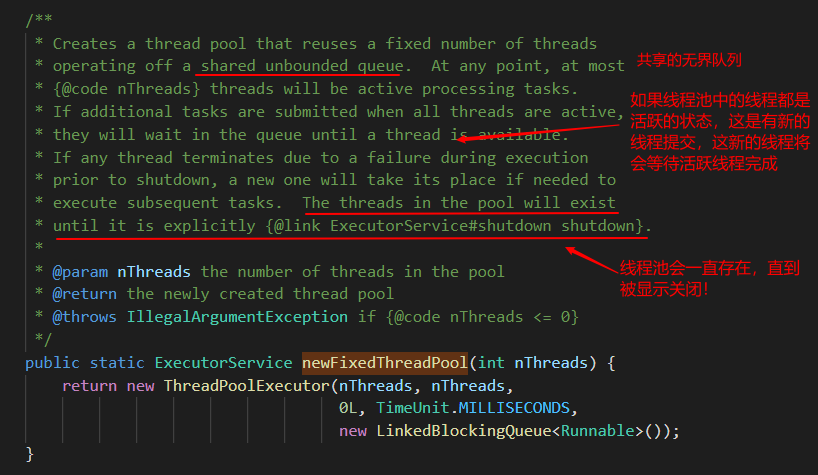 /**
* Creates a thread pool that reuses a fixed number of threads
* operating off a shared unbounded queue.  At any point, at most
共享的无界队列
* {@code nThreads} threads will be active processing tasks.
* If additional tasks are submitted when all threads are active,
* they will wait in the queue until a thread is available.
* If any thread terminates due to a failure during execution
* prior to shutdown, a new one will take its place if needed to
* execute subsequent tasks.  The threads in the pool will exist
* until it is explicitly {@link ExecutorService#shutdown shutdown}.
如果线程池中的线程都是
活跃的状态，这是有新的
线程提交，这新的线程将
会等待活跃线程完成
*
* @param nThreads the number of threads in the pool
* @return the newly created thread pool
* @throws IllegalArgumentException if {@code nThreads <= 0}
*/
线程池会一直存在，直到
被显示关闭！
public static ExecutorService newFixedThreadPool(int nThreads) {
return new ThreadPoolExecutor(nThreads, nThreads,
0L, TimeUnit.MILLISECONDS,
new LinkedBlockingQueue<Runnable>());
}